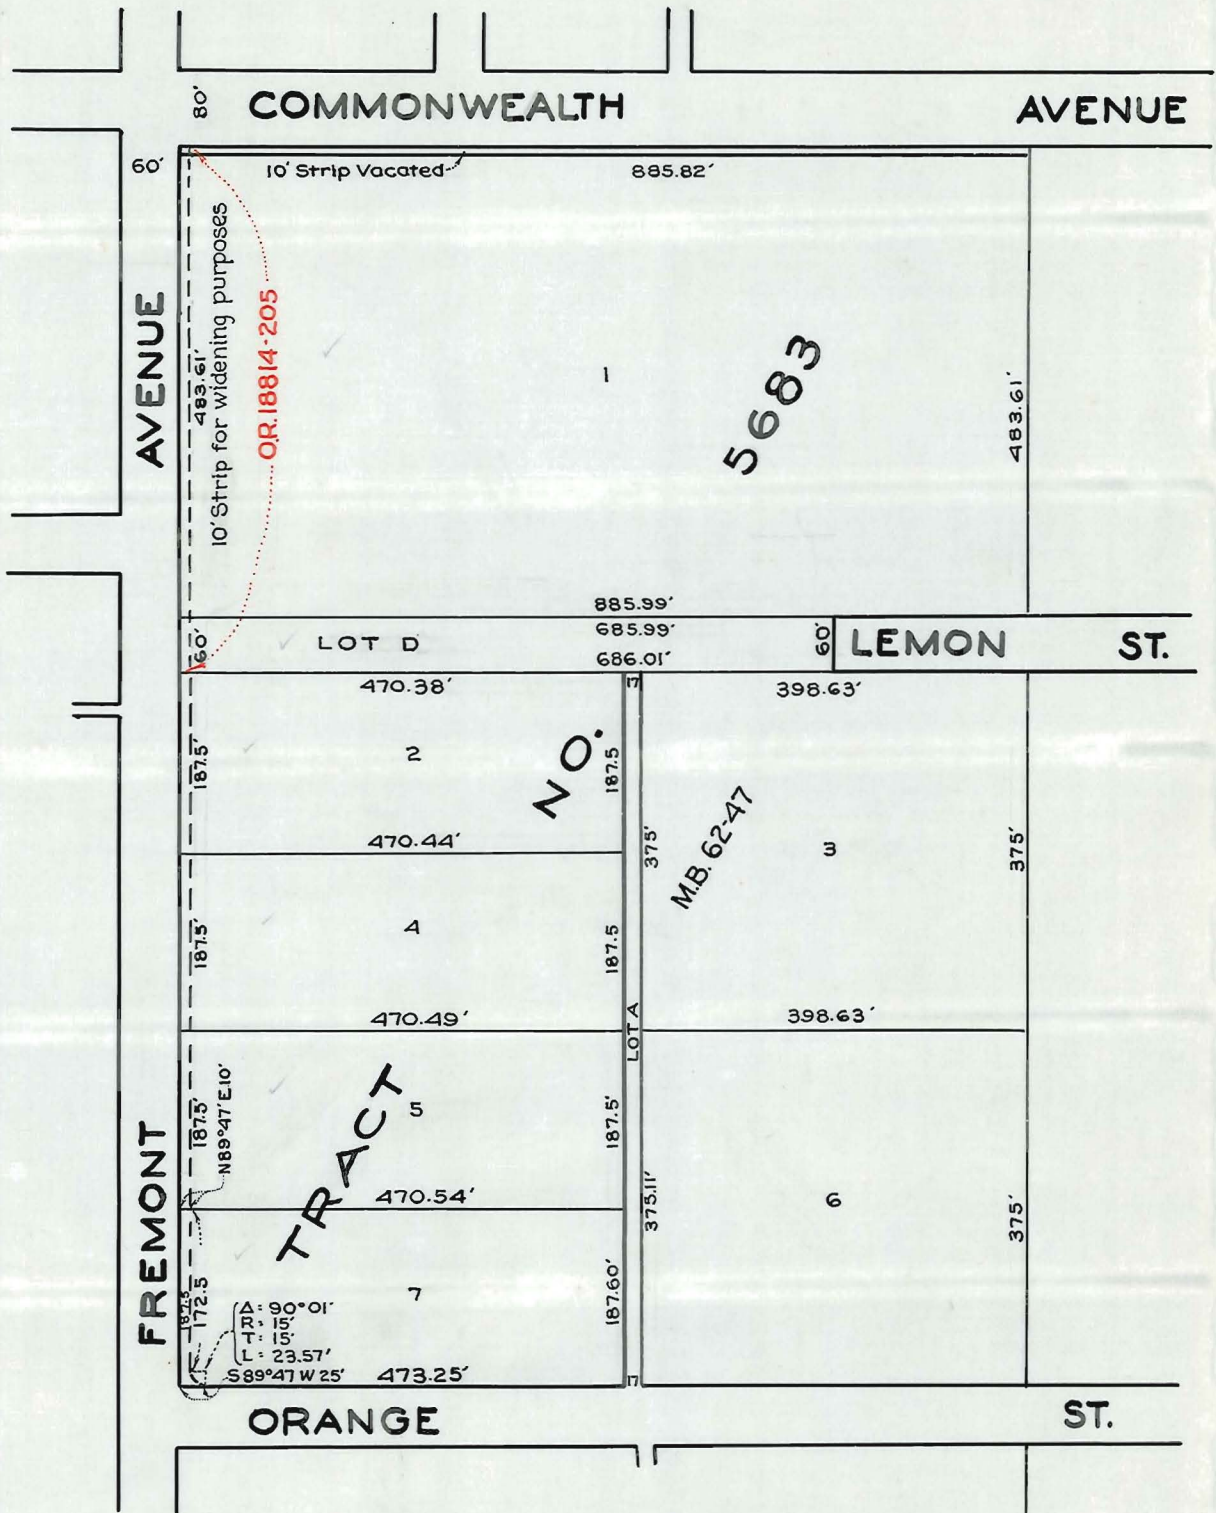 80'
COMMONWEALTH AVENUE
60'
10' Strip Vacated
885.82'
AVENUE
483.61'
10' Strip for widening purposes
O.R. 18814-205
1
5683
483.61'
885.99'
60'
LOT D
685.99'
60'
LEMON ST.
686.01'
470.38'
17
398.63'
187.5'
2
NO.
187.5
M.B. 62-47
470.44'
375'
3
375'
187.5'
4
187.5
470.49'
LOT A
398.63'
187.5'
N89°47'E.10'
TRACT
5
187.5'
470.54'
375.11'
6
375'
FREMONT
187.5
172.5
7
187.60'
Δ: 90°01'
R: 15'
T: 15'
L: 23.57'
S89°47 W 25'
473.25'
17
ORANGE ST.